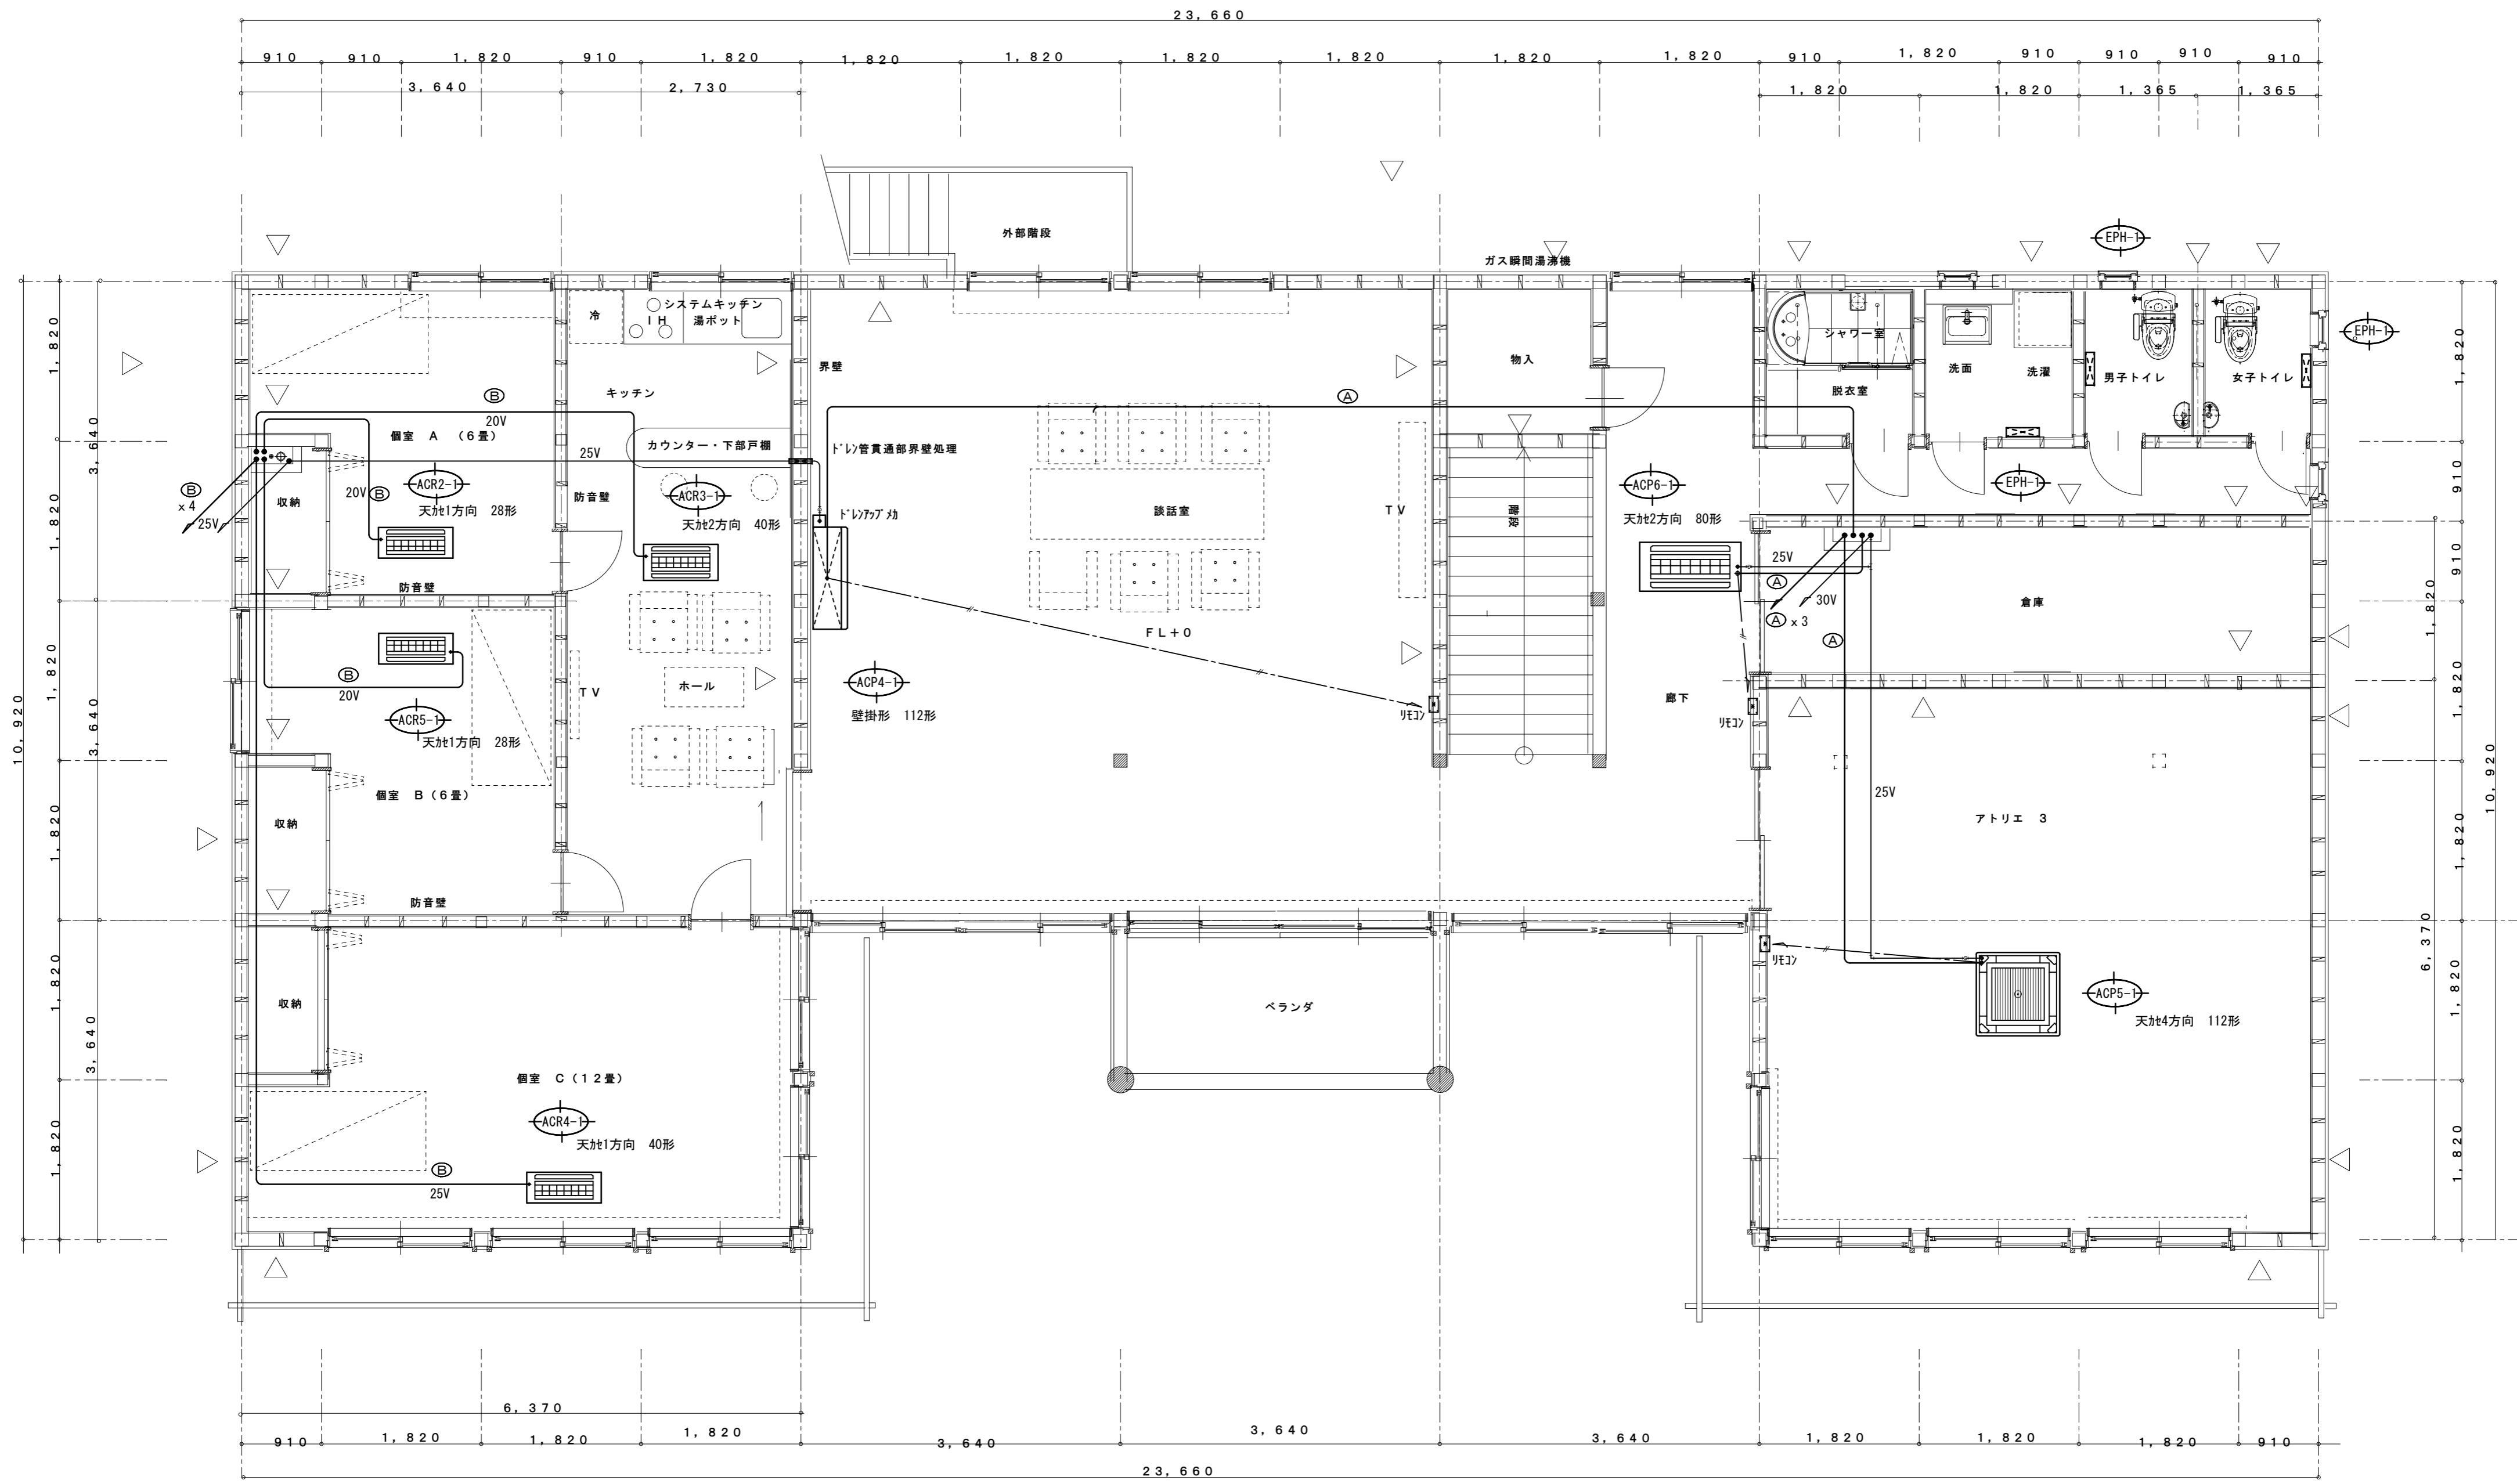 23,660
910
910
1,820
910
1,820
1,820
1,820
1,820
1,820
1,820
1,820
910
1,820
910
910
910
910
3,640
2,730
1,820
1,820
1,365
1,365
外部階段
EPH-1
ガス瞬間湯沸機
冷
システムキッチン
IH 湯ポット
シャワー室
EPH-1
1,820
界壁
物入
洗面
洗濯
男子トイレ
女子トイレ
1,820
キッチン
脱衣室
B
20V
A
個室 A (6畳)
カウンター・下部戸棚
ドレン管貫通部界壁処理
25V
3,640
B
x 4
25V
収納
20V
B
ACR2-1
天カセ1方向 28形
防音壁
ACR3-1
天カセ2方向 40形
ドレンアップメカ
談話室
TV
階段
ACP6-1
天カセ2方向 80形
EPH-1
910
1,820
25V
A
30V
A x 3
910
防音壁
倉庫
FL+0
A
1,820
B
20V
TV
ホール
ACP4-1
壁掛形 112形
リモコン
廊下
リモコン
1,820
1,820
10,920
3,640
ACR5-1
天カセ1方向 28形
個室 B(6畳)
収納
25V
アトリエ 3
10,920
1,820
1,820
防音壁
リモコン
6,370
収納
ベランダ
ACP5-1
天カセ4方向 112形
1,820
1,820
3,640
個室 C(12畳)
ACR4-1
天カセ1方向 40形
B
25V
1,820
1,820
6,370
910
1,820
1,820
1,820
3,640
3,640
3,640
1,820
1,820
1,820
910
23,660